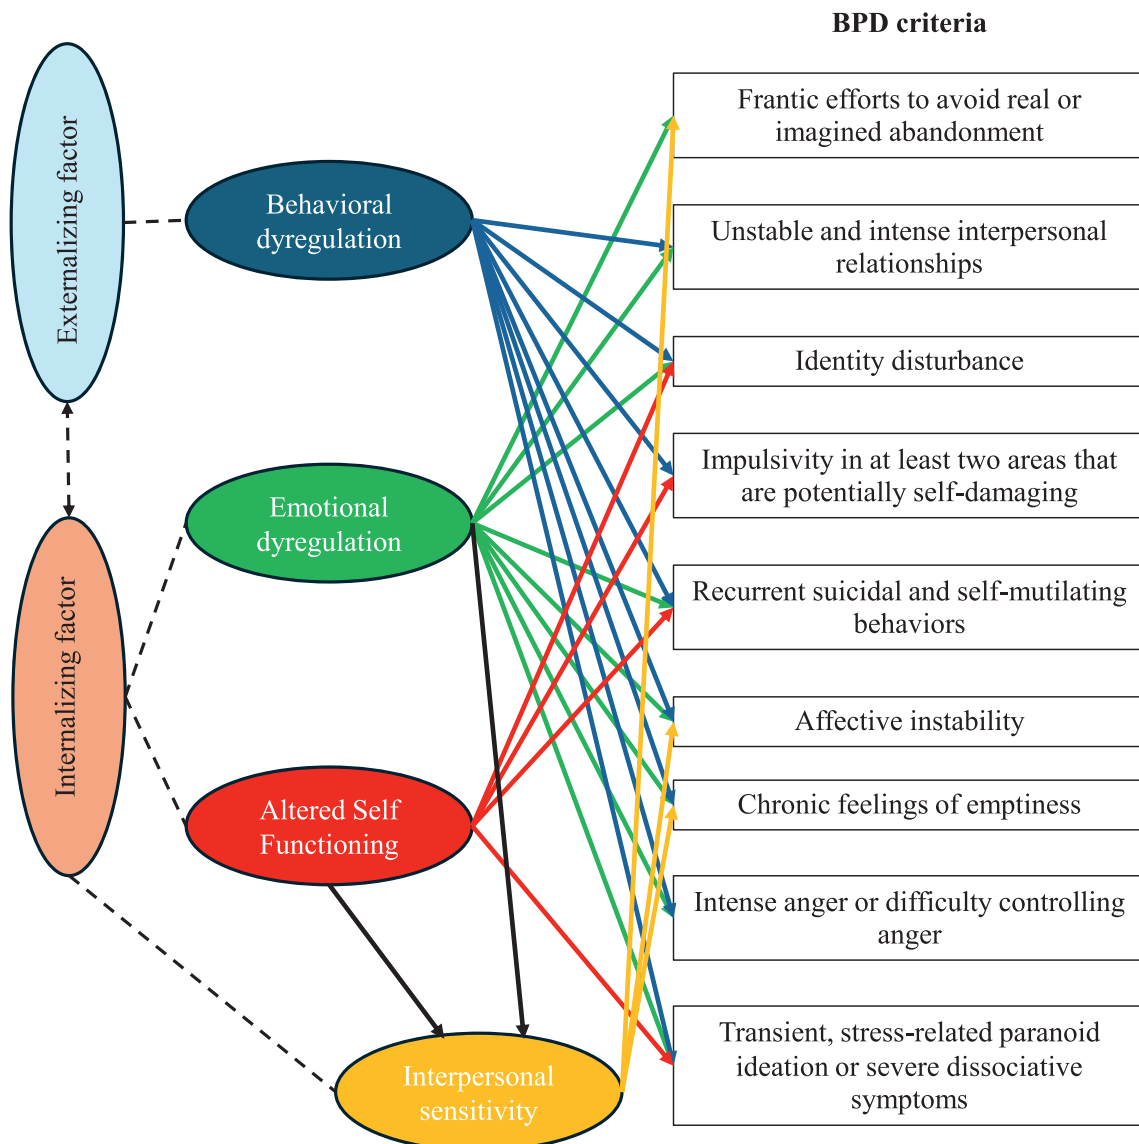 BPD criteria
Externalizing factor
Internalizing factor
Behavioral
dyregulation
Emotional
dyregulation
Altered Self
Functioning
Interpersonal
sensitivity
Frantic efforts to avoid real or
imagined abandonment
Unstable and intense interpersonal
relationships
Identity disturbance
Impulsivity in at least two areas that
are potentially self-damaging
Recurrent suicidal and self-mutilating
behaviors
Affective instability
Chronic feelings of emptiness
Intense anger or difficulty controlling
anger
Transient, stress-related paranoid
ideation or severe dissociative
symptoms